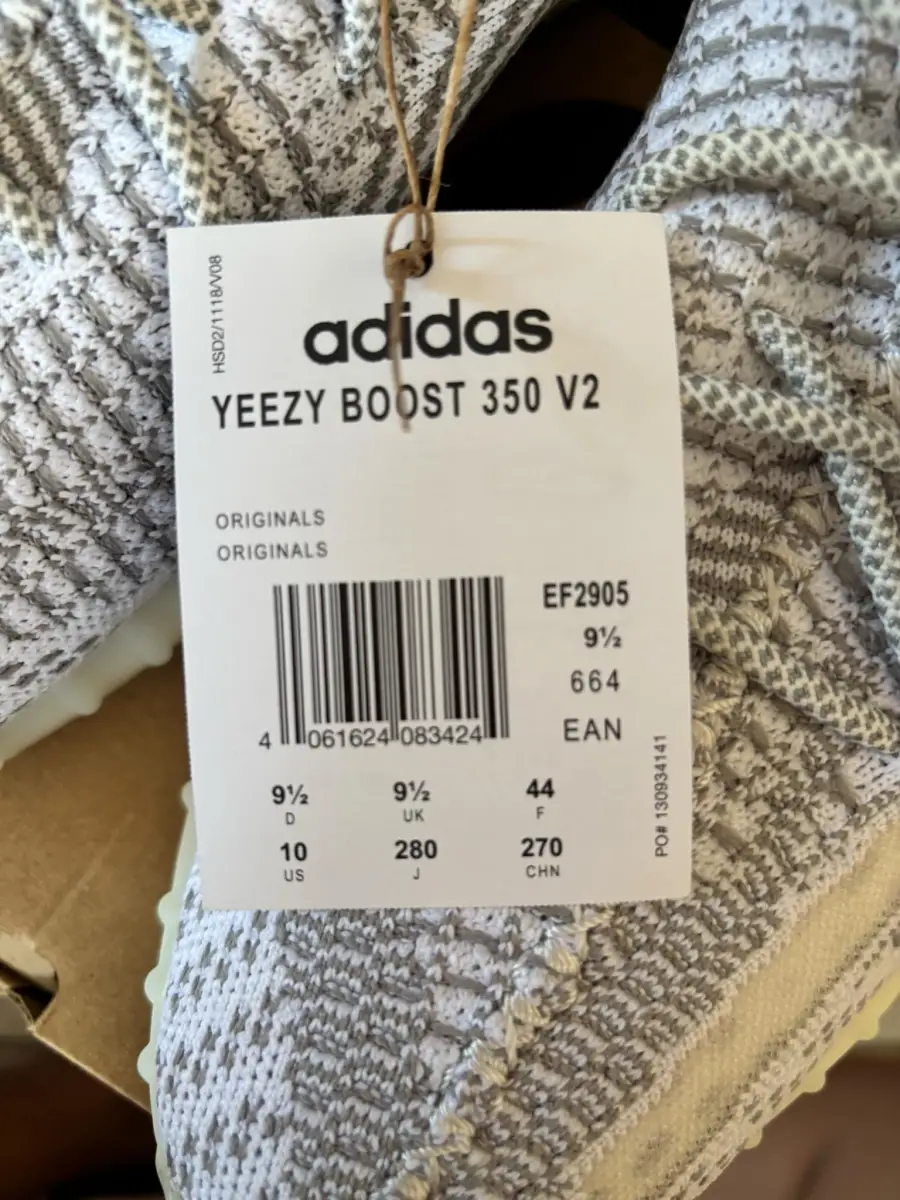 HSD2/1118/V08
adidas
YEEZY BOOST 350 V2
ORIGINALS
ORIGINALS
EF2905
9½
664
EAN
4 061624 083424
9½ 9½ 44
D UK F
10 280 270
US J CHN
PO# 130934141